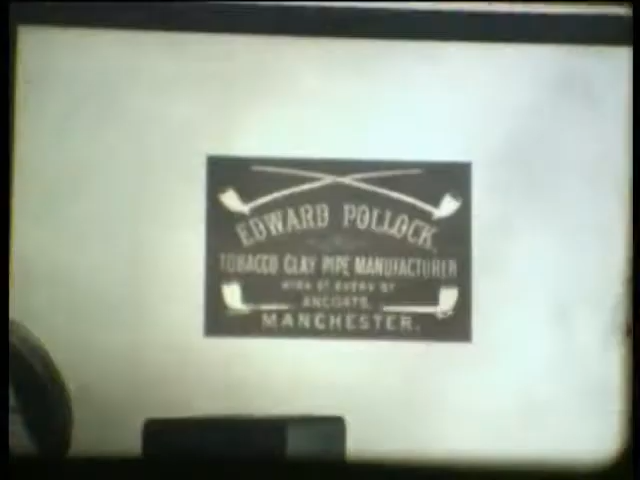 EDWARD POLLOCK,
TOBACCO CLAY PIPE MANUFACTURER
ANCOATS,
MANCHESTER.